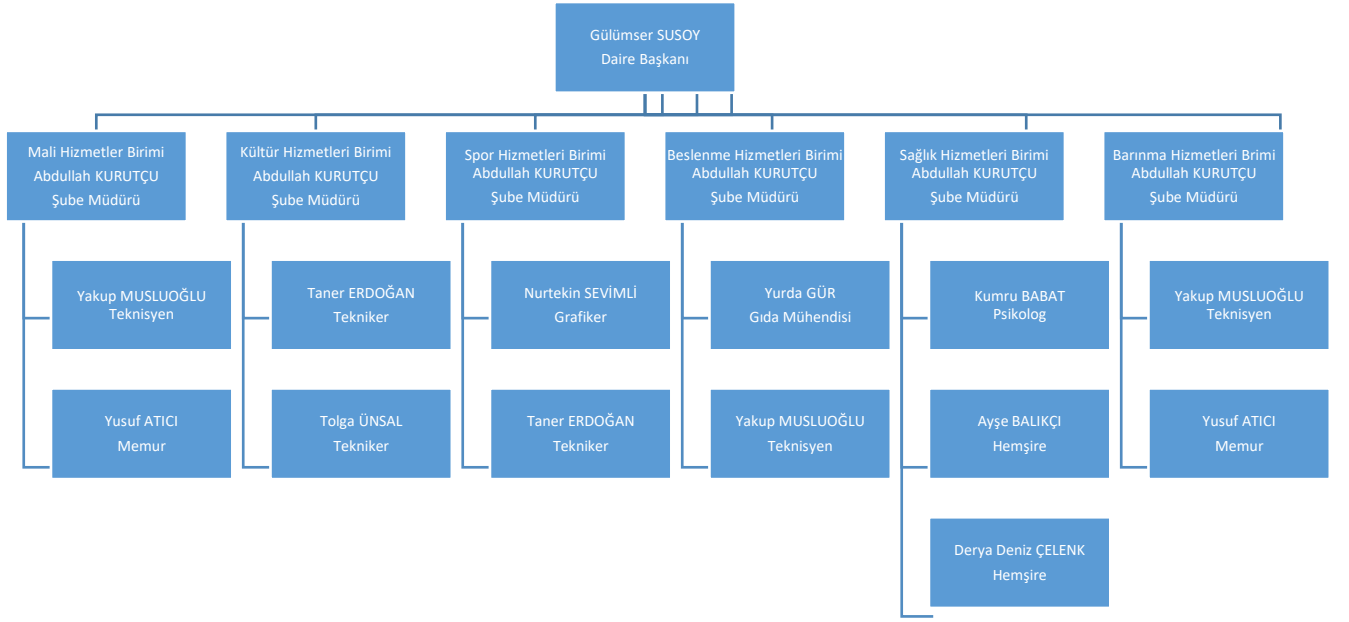 Gülümser SUSOY
Daire Başkanı
Mali Hizmetler Birimi
Abdullah KURUTÇU
Şube Müdürü
Kültür Hizmetleri Birimi
Abdullah KURUTÇU
Şube Müdürü
Spor Hizmetleri Birimi
Abdullah KURUTÇU
Şube Müdürü
Beslenme Hizmetleri Birimi
Abdullah KURUTÇU
Şube Müdürü
Sağlık Hizmetleri Birimi
Abdullah KURUTÇU
Şube Müdürü
Barınma Hizmetleri Brimi
Abdullah KURUTÇU
Şube Müdürü
Yakup MUSLUOĞLU
Teknisyen
Taner ERDOĞAN
Tekniker
Nurtekin SEVİMLİ
Grafiker
Yurda GÜR
Gıda Mühendisi
Kumru BABAT
Psikolog
Yakup MUSLUOĞLU
Teknisyen
Yusuf ATICI
Memur
Tolga ÜNSAL
Tekniker
Taner ERDOĞAN
Tekniker
Yakup MUSLUOĞLU
Teknisyen
Ayşe BALIKÇI
Hemşire
Yusuf ATICI
Memur
Derya Deniz ÇELENK
Hemşire